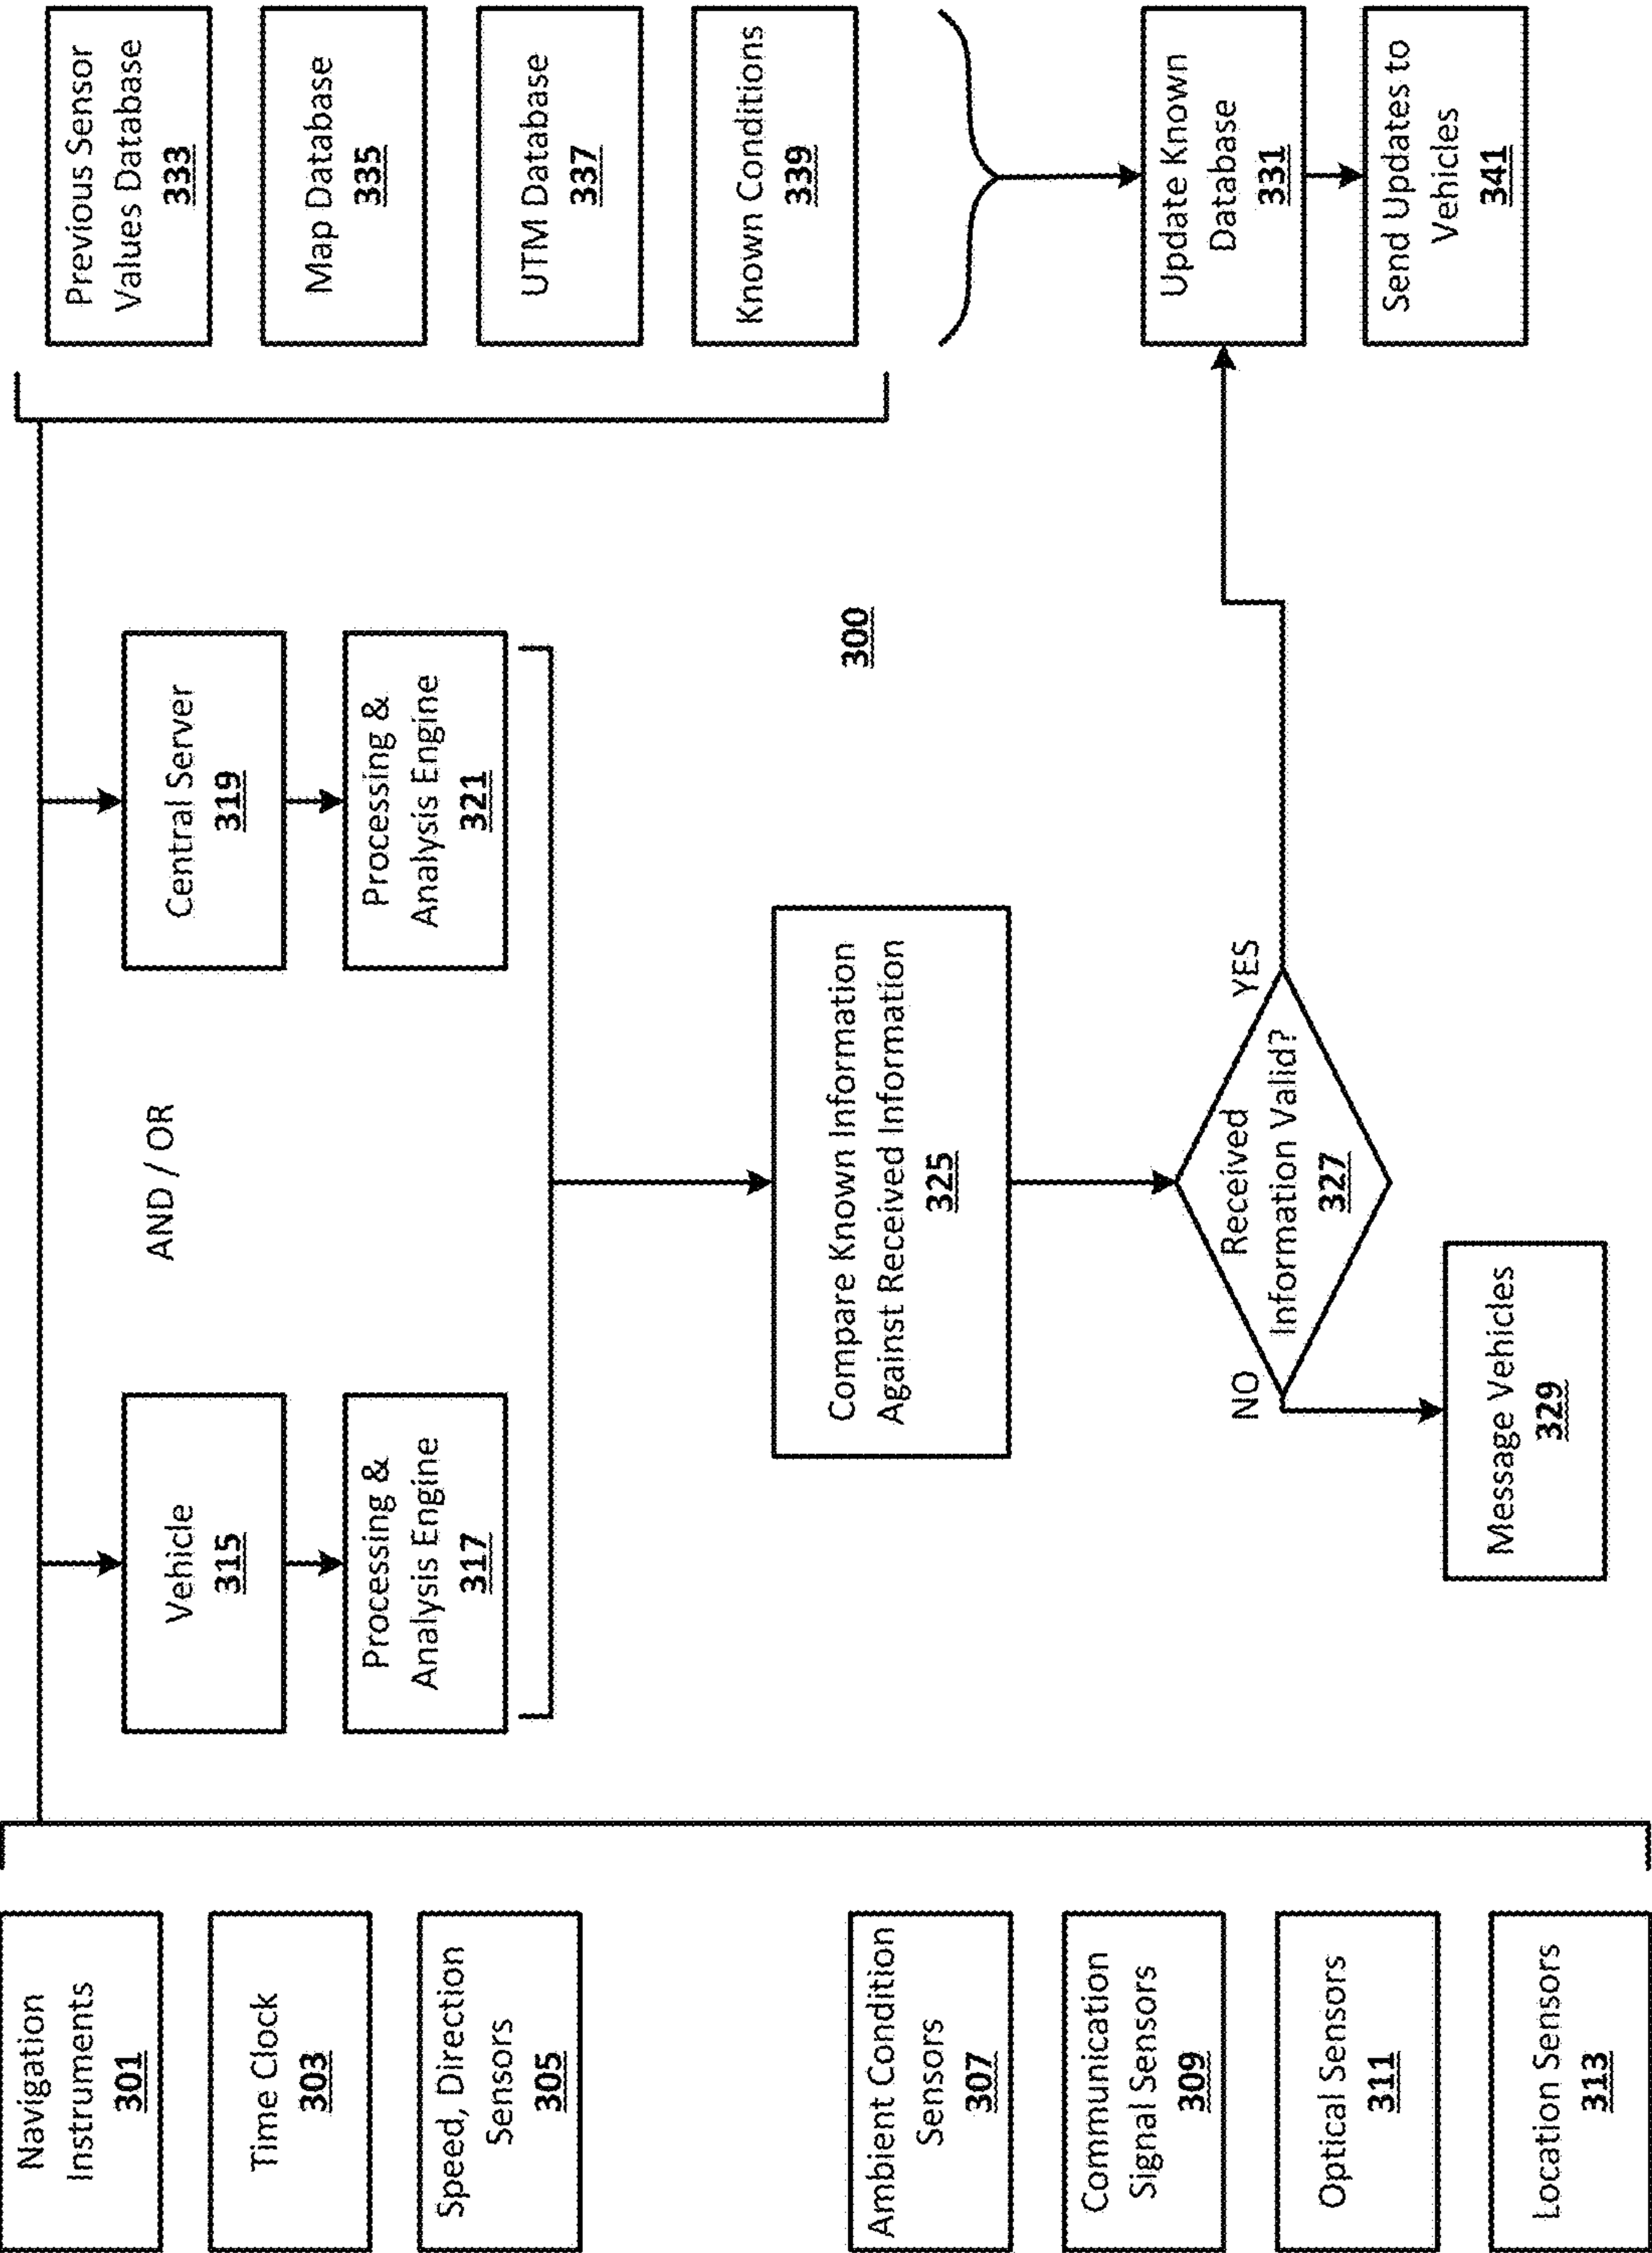 Navigation
Instruments
301
Time Clock
303
Speed, Direction
Sensors
305
Ambient Condition
Sensors
307
Communication
Signal Sensors
309
Optical Sensors
311
Location Sensors
313
Vehicle
315
Processing &
Analysis Engine
317
AND / OR
Central Server
319
Processing &
Analysis Engine
321
300
Compare Known Information
Against Received Information
325
Received
Information Valid?
327
NO
YES
Message Vehicles
329
Previous Sensor
Values Database
333
Map Database
335
UTM Database
337
Known Conditions
339
Update Known
Database
331
Send Updates to
Vehicles
341